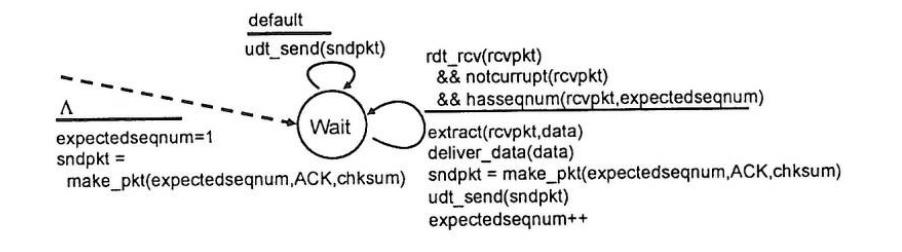 default
udt_send(sndpkt)
rdt_rcv(rcvpkt)
&& notcurrupt(rcvpkt)
&& hasseqnum(rcvpkt,expectedseqnum)
Λ
expectedseqnum=1
sndpkt =
make_pkt(expectedseqnum,ACK,chksum)
Wait
extract(rcvpkt,data)
deliver_data(data)
sndpkt = make_pkt(expectedseqnum,ACK,chksum)
udt_send(sndpkt)
expectedseqnum++